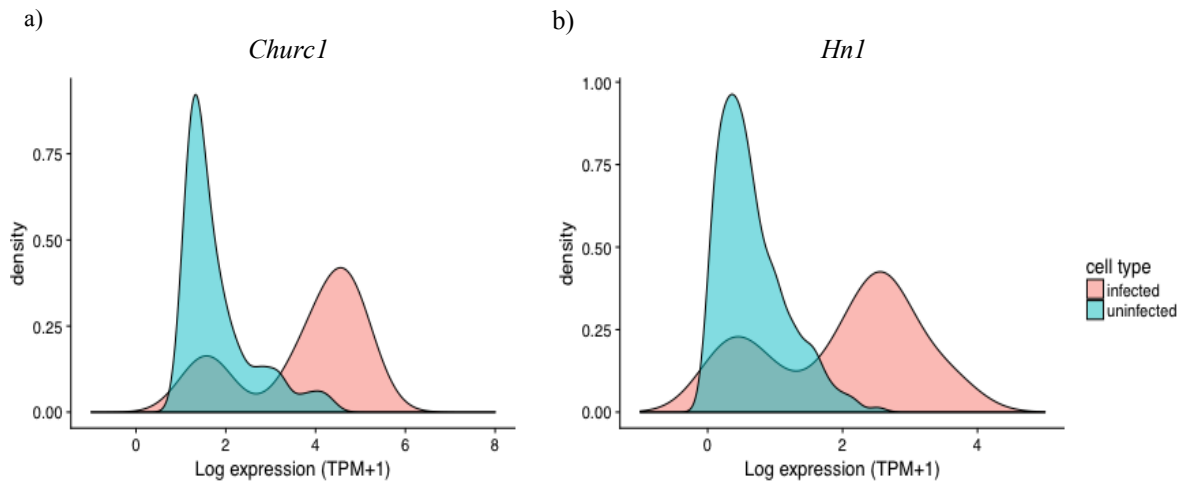 a)
Churc1
density
0.75
0.50
0.25
0.00
0
2
4
6
8
Log expression (TPM+1)
b)
Hn1
density
1.00
0.75
0.50
0.25
0.00
0
2
4
Log expression (TPM+1)
cell type
infected
uninfected